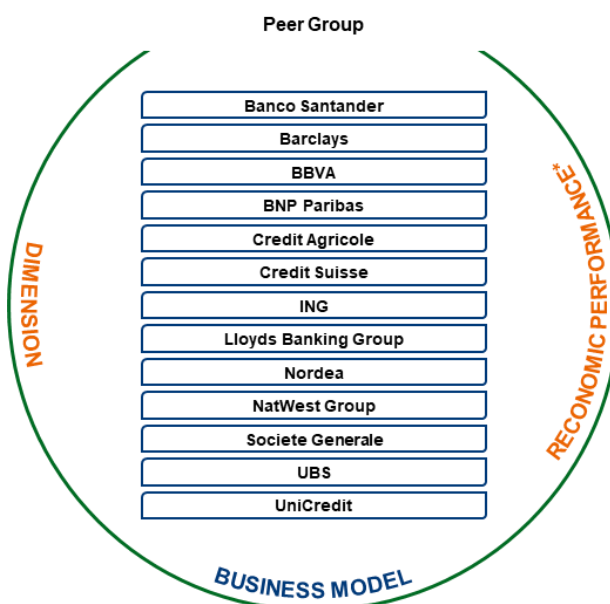 Peer Group
Banco Santander
Barclays
BBVA
BNP Paribas
Credit Agricole
Credit Suisse
ING
Lloyds Banking Group
Nordea
NatWest Group
Societe Generale
UBS
UniCredit
DIMENSION
RECONOMIC PERFORMANCE*
BUSINESS MODEL